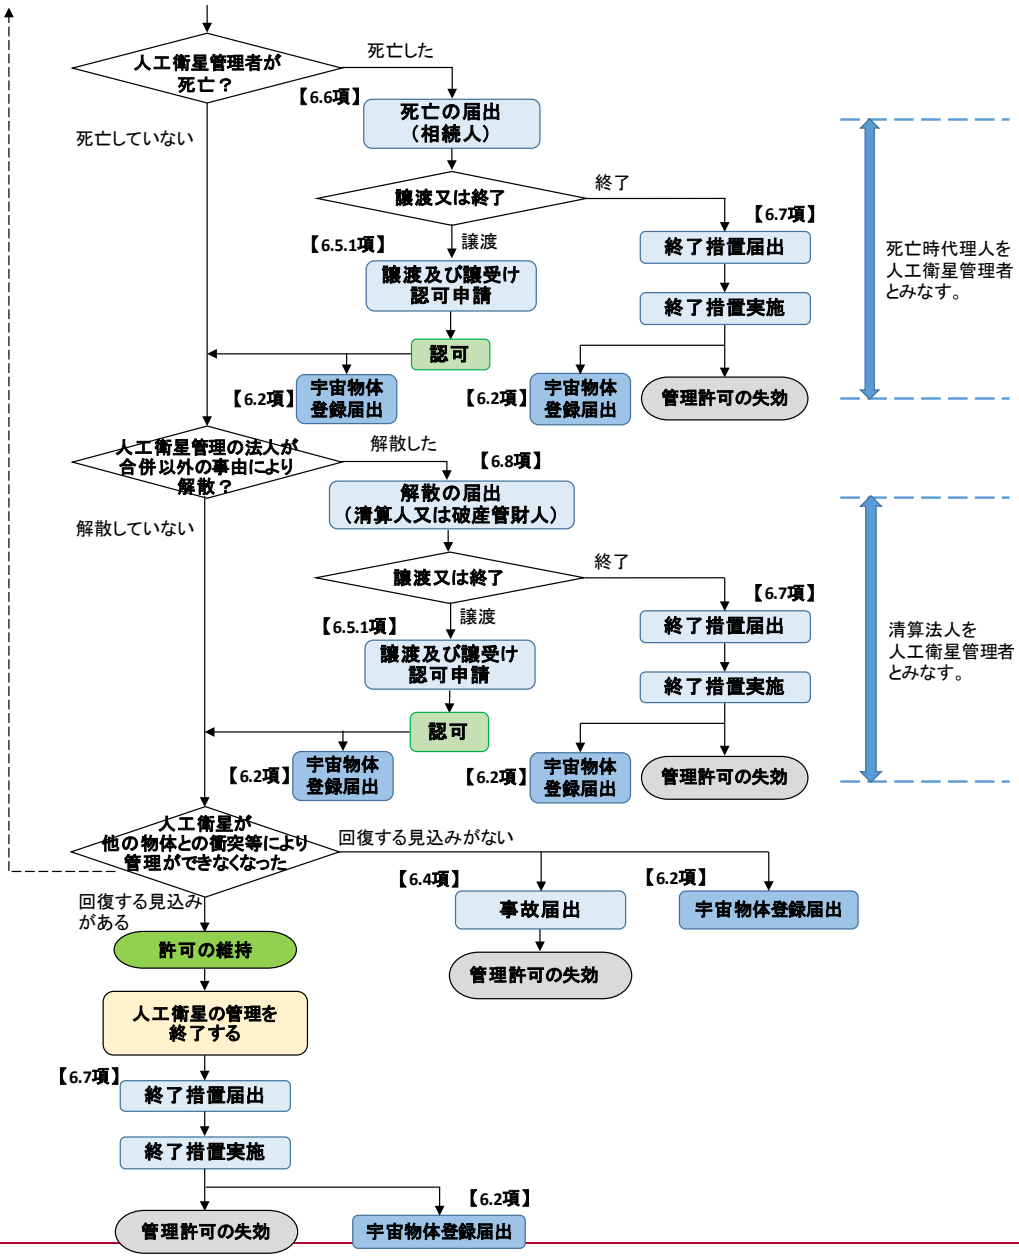 人工衛星管理者が
死亡？
死亡した
死亡していない
【6.6項】
死亡の届出
（相続人）
譲渡又は終了
終了
譲渡
【6.5.1項】
譲渡及び譲受け
認可申請
認可
【6.2項】
宇宙物体
登録届出
【6.7項】
終了措置届出
終了措置実施
【6.2項】
宇宙物体
登録届出
管理許可の失効
死亡時代理人を
人工衛星管理者
とみなす。
人工衛星管理の法人が
合併以外の事由により
解散？
解散した
解散していない
【6.8項】
解散の届出
（清算人又は破産管財人）
譲渡又は終了
終了
譲渡
【6.5.1項】
譲渡及び譲受け
認可申請
認可
【6.2項】
宇宙物体
登録届出
【6.7項】
終了措置届出
終了措置実施
【6.2項】
宇宙物体
登録届出
管理許可の失効
清算法人を
人工衛星管理者
とみなす。
人工衛星が
他の物体との衝突等により
管理ができなくなった
回復する見込みがない
【6.4項】
事故届出
管理許可の失効
【6.2項】
宇宙物体登録届出
回復する見込み
がある
許可の維持
人工衛星の管理を
終了する
【6.7項】
終了措置届出
終了措置実施
管理許可の失効
【6.2項】
宇宙物体登録届出